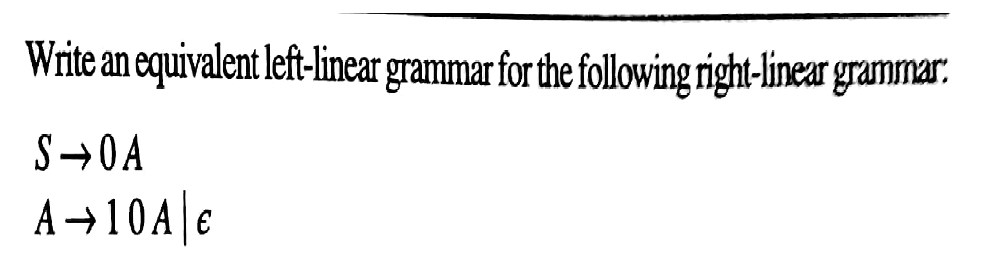 Write an equivalent left-linear grammar for the following right-linear grammar:
S → 0 A
A → 1 0 A | ϵ